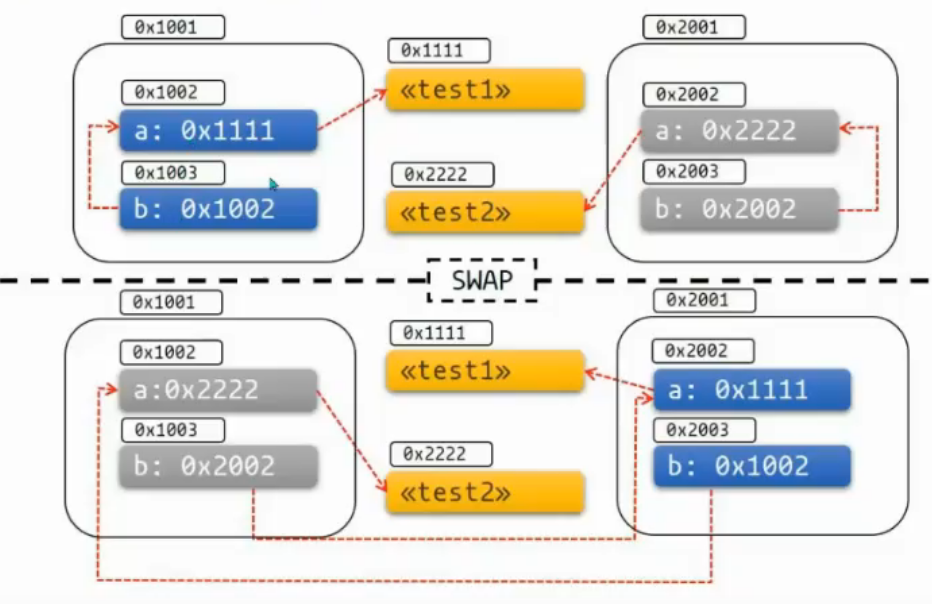 0x1001
0x1002
a: 0x1111
0x1003
b: 0x1002
0x1111
«test1»
0x2222
«test2»
0x2001
0x2002
a: 0x2222
0x2003
b: 0x2002
SWAP
0x1001
0x1002
a:0x2222
0x1003
b: 0x2002
0x1111
«test1»
0x2222
«test2»
0x2001
0x2002
a: 0x1111
0x2003
b: 0x1002